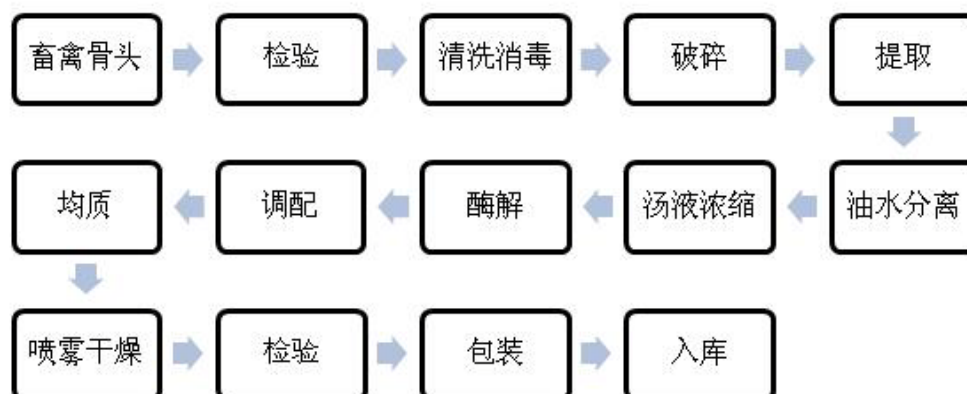 畜禽骨头 检验 清洗消毒 破碎 提取
均质 调配 酶解 汤液浓缩 油水分离
喷雾干燥 检验 包装 入库